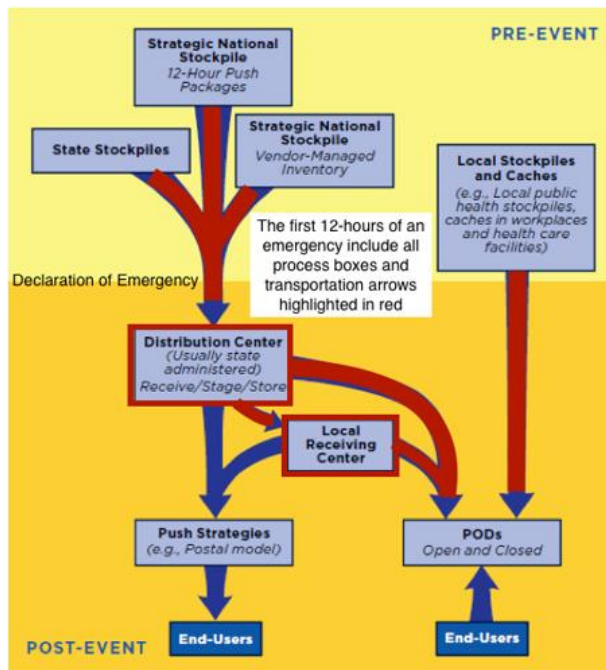 PRE-EVENT
Strategic National
Stockpile
12-Hour Push
Packages
State Stockpiles
Strategic National
Stockpile
Vendor-Managed
Inventory
Local Stockpiles
and Caches
(e.g., Local public
health stockpiles,
caches in workplaces
and health care
facilities)
The first 12-hours of an
emergency include all
process boxes and
transportation arrows
highlighted in red
Declaration of Emergency
Distribution Center
(Usually state
administered)
Receive/Stage/Store
Local
Receiving
Center
Push Strategies
(e.g., Postal model)
PODs
Open and Closed
End-Users
End-Users
POST-EVENT